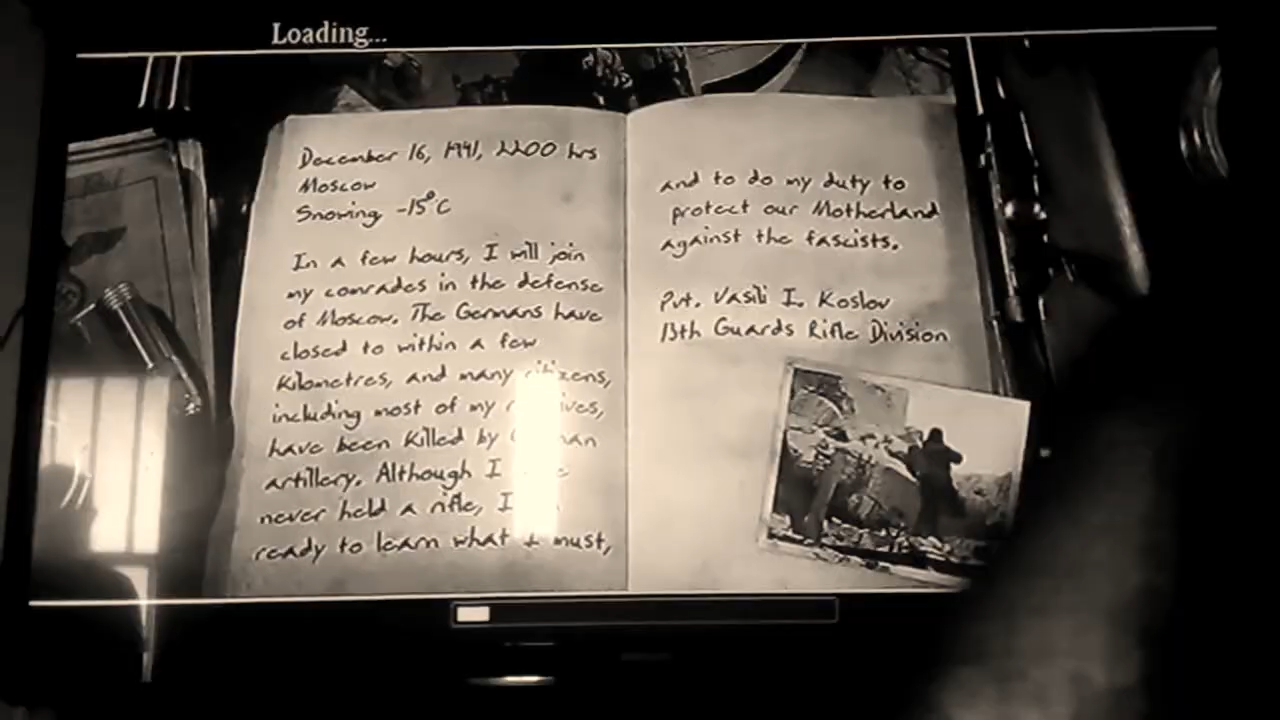 Loading...
December 16, 1941, 2200 hrs
Moscow
Snowing -15°C
In a few hours, I will join
my comrades in the defense
of Moscow. The Germans have
closed to within a few
Kilometres, and many citizens,
including most of my
have been killed by
artillery. Although I
never held a rifle, I
ready to learn what I must,
and to do my duty to
protect our Motherland
against the fascists.
Pvt. Vasili I. Koslov
13th Guards Rifle Division